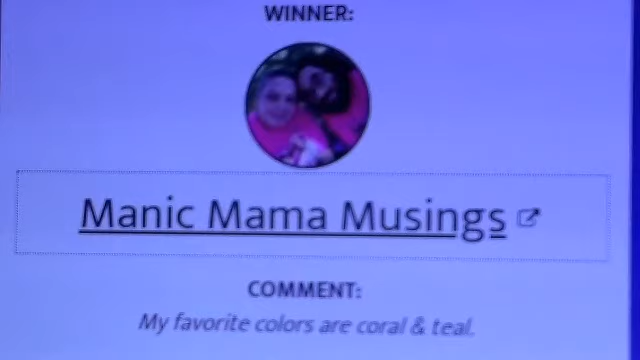 WINNER:
Manic Mama Musings
COMMENT:
My favorite colors are coral & teal.